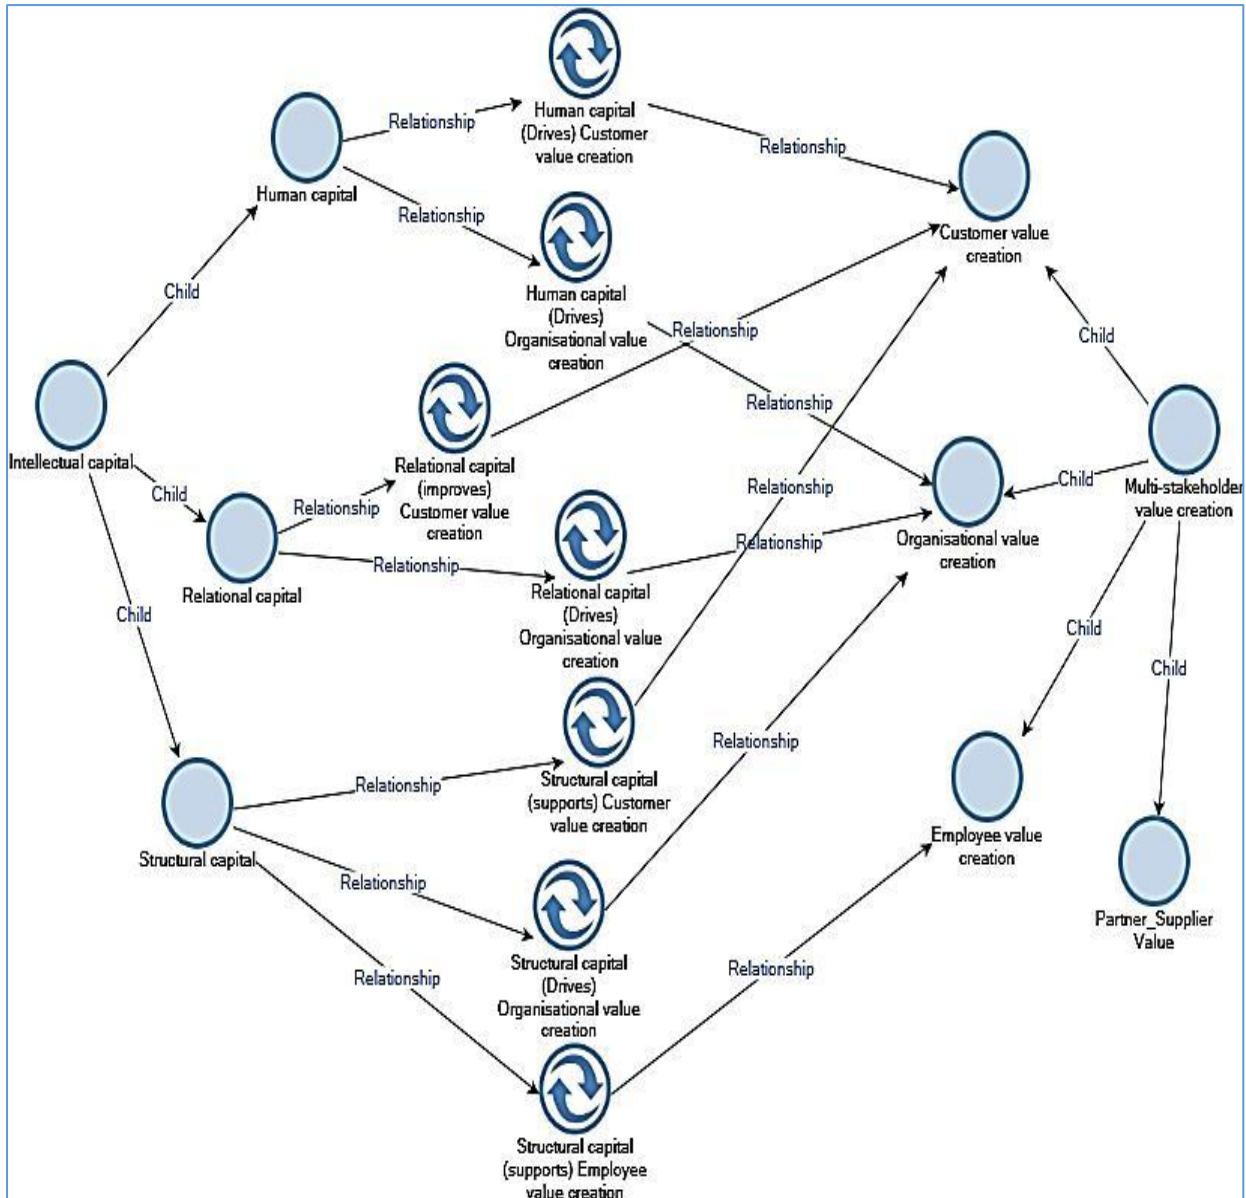 Human capital
(Drives) Customer
value creation
Relationship
Relationship
Human capital
Relationship
Customer value
creation
Human capital
(Drives)
Organisational value
creation
Child
Relationship
Child
Relationship
Intellectual capital
Relational capital
(improves)
Customer value
creation
Child
Relationship
Relationship
Child
Multi-stakeholder
value creation
Organisational value
creation
Relationship
Relationship
Relational capital
Relational capital
(Drives)
Organisational value
creation
Child
Child
Child
Relationship
Relationship
Structural capital
(supports) Customer
value creation
Structural capital
Employee value
creation
Relationship
Partner_Supplier
Value
Structural capital
(Drives)
Organisational value
creation
Relationship
Relationship
Structural capital
(supports) Employee
value creation